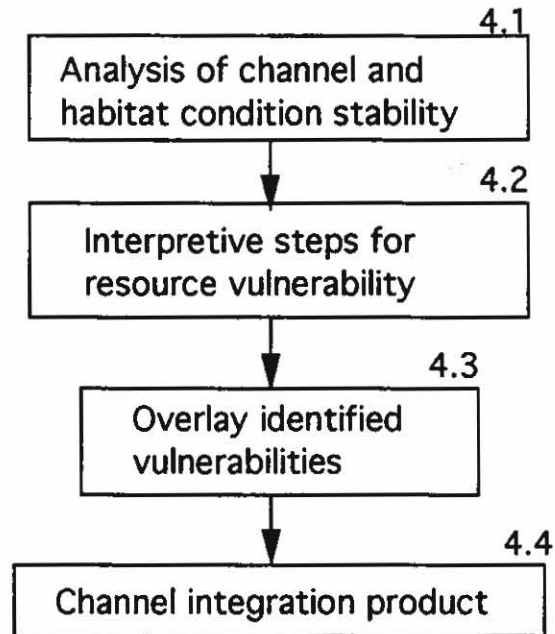 4.1
Analysis of channel and
habitat condition stability
4.2
Interpretive steps for
resource vulnerability
4.3
Overlay identified
vulnerabilities
4.4
Channel integration product